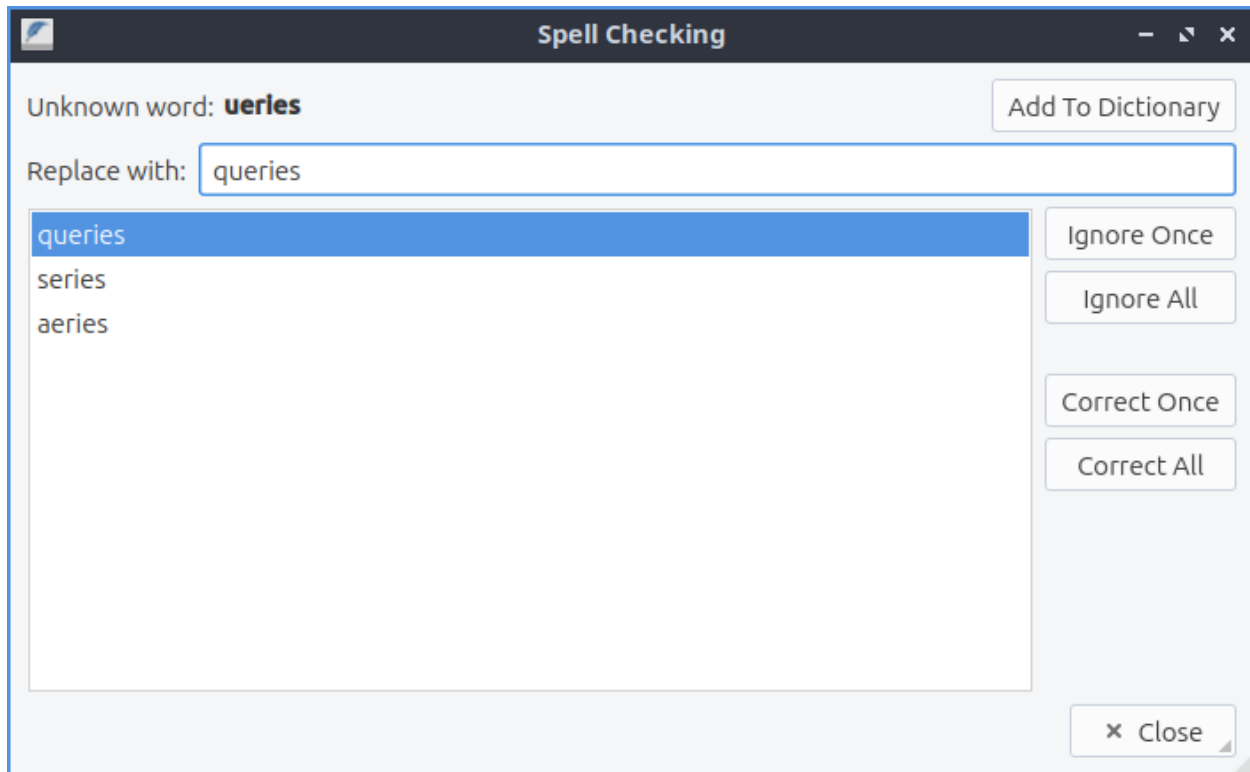 Spell Checking
Unknown word: ueries
Add To Dictionary
Replace with: queries
queries
series
aeries
Ignore Once
Ignore All
Correct Once
Correct All
Close